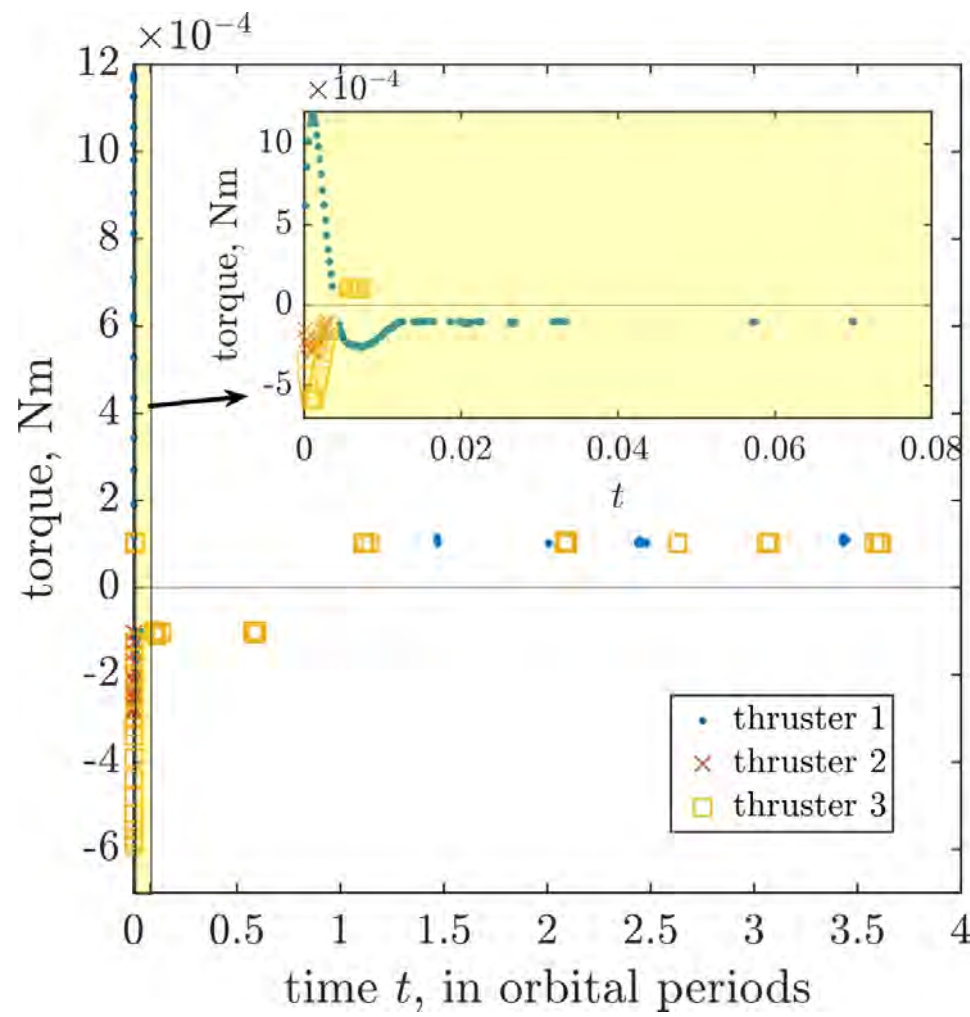 ×10⁻⁴
12
10
8
6
4
2
0
-2
-4
-6
torque, Nm
×10⁻⁴
10
5
0
-5
torque, Nm
0 0.02 0.04 0.06 0.08
t
thruster 1
thruster 2
thruster 3
0 0.5 1 1.5 2 2.5 3 3.5 4
time t, in orbital periods